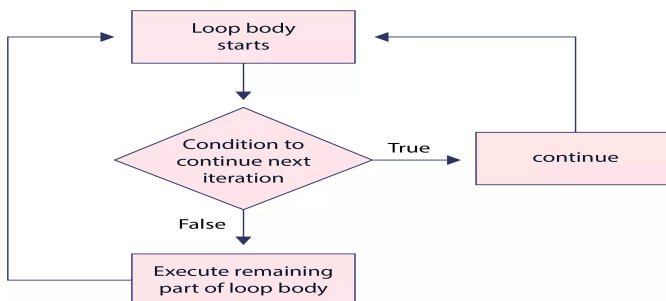 Loop body
starts
Condition to
continue next
iteration
True
continue
False
Execute remaining
part of loop body